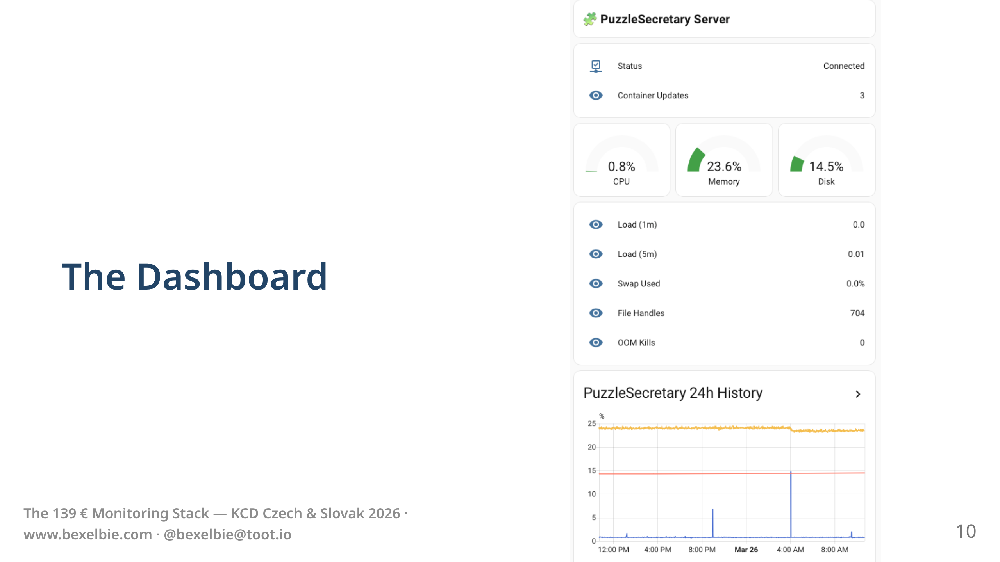 The Dashboard
PuzzleSecretary Server
Status Connected
Container Updates 3
0.8% 23.6% 14.5%
CPU Memory Disk
Load (1m) 0.0
Load (5m) 0.01
Swap Used 0.0%
File Handles 704
OOM Kills 0
PuzzleSecretary 24h History
%
25
20
15
10
5
0
12:00 PM 4:00 PM 8:00 PM Mar 26 4:00 AM 8:00 AM
The 139 € Monitoring Stack — KCD Czech & Slovak 2026 ·
www.bexelbie.com · @bexelbie@toot.io
10